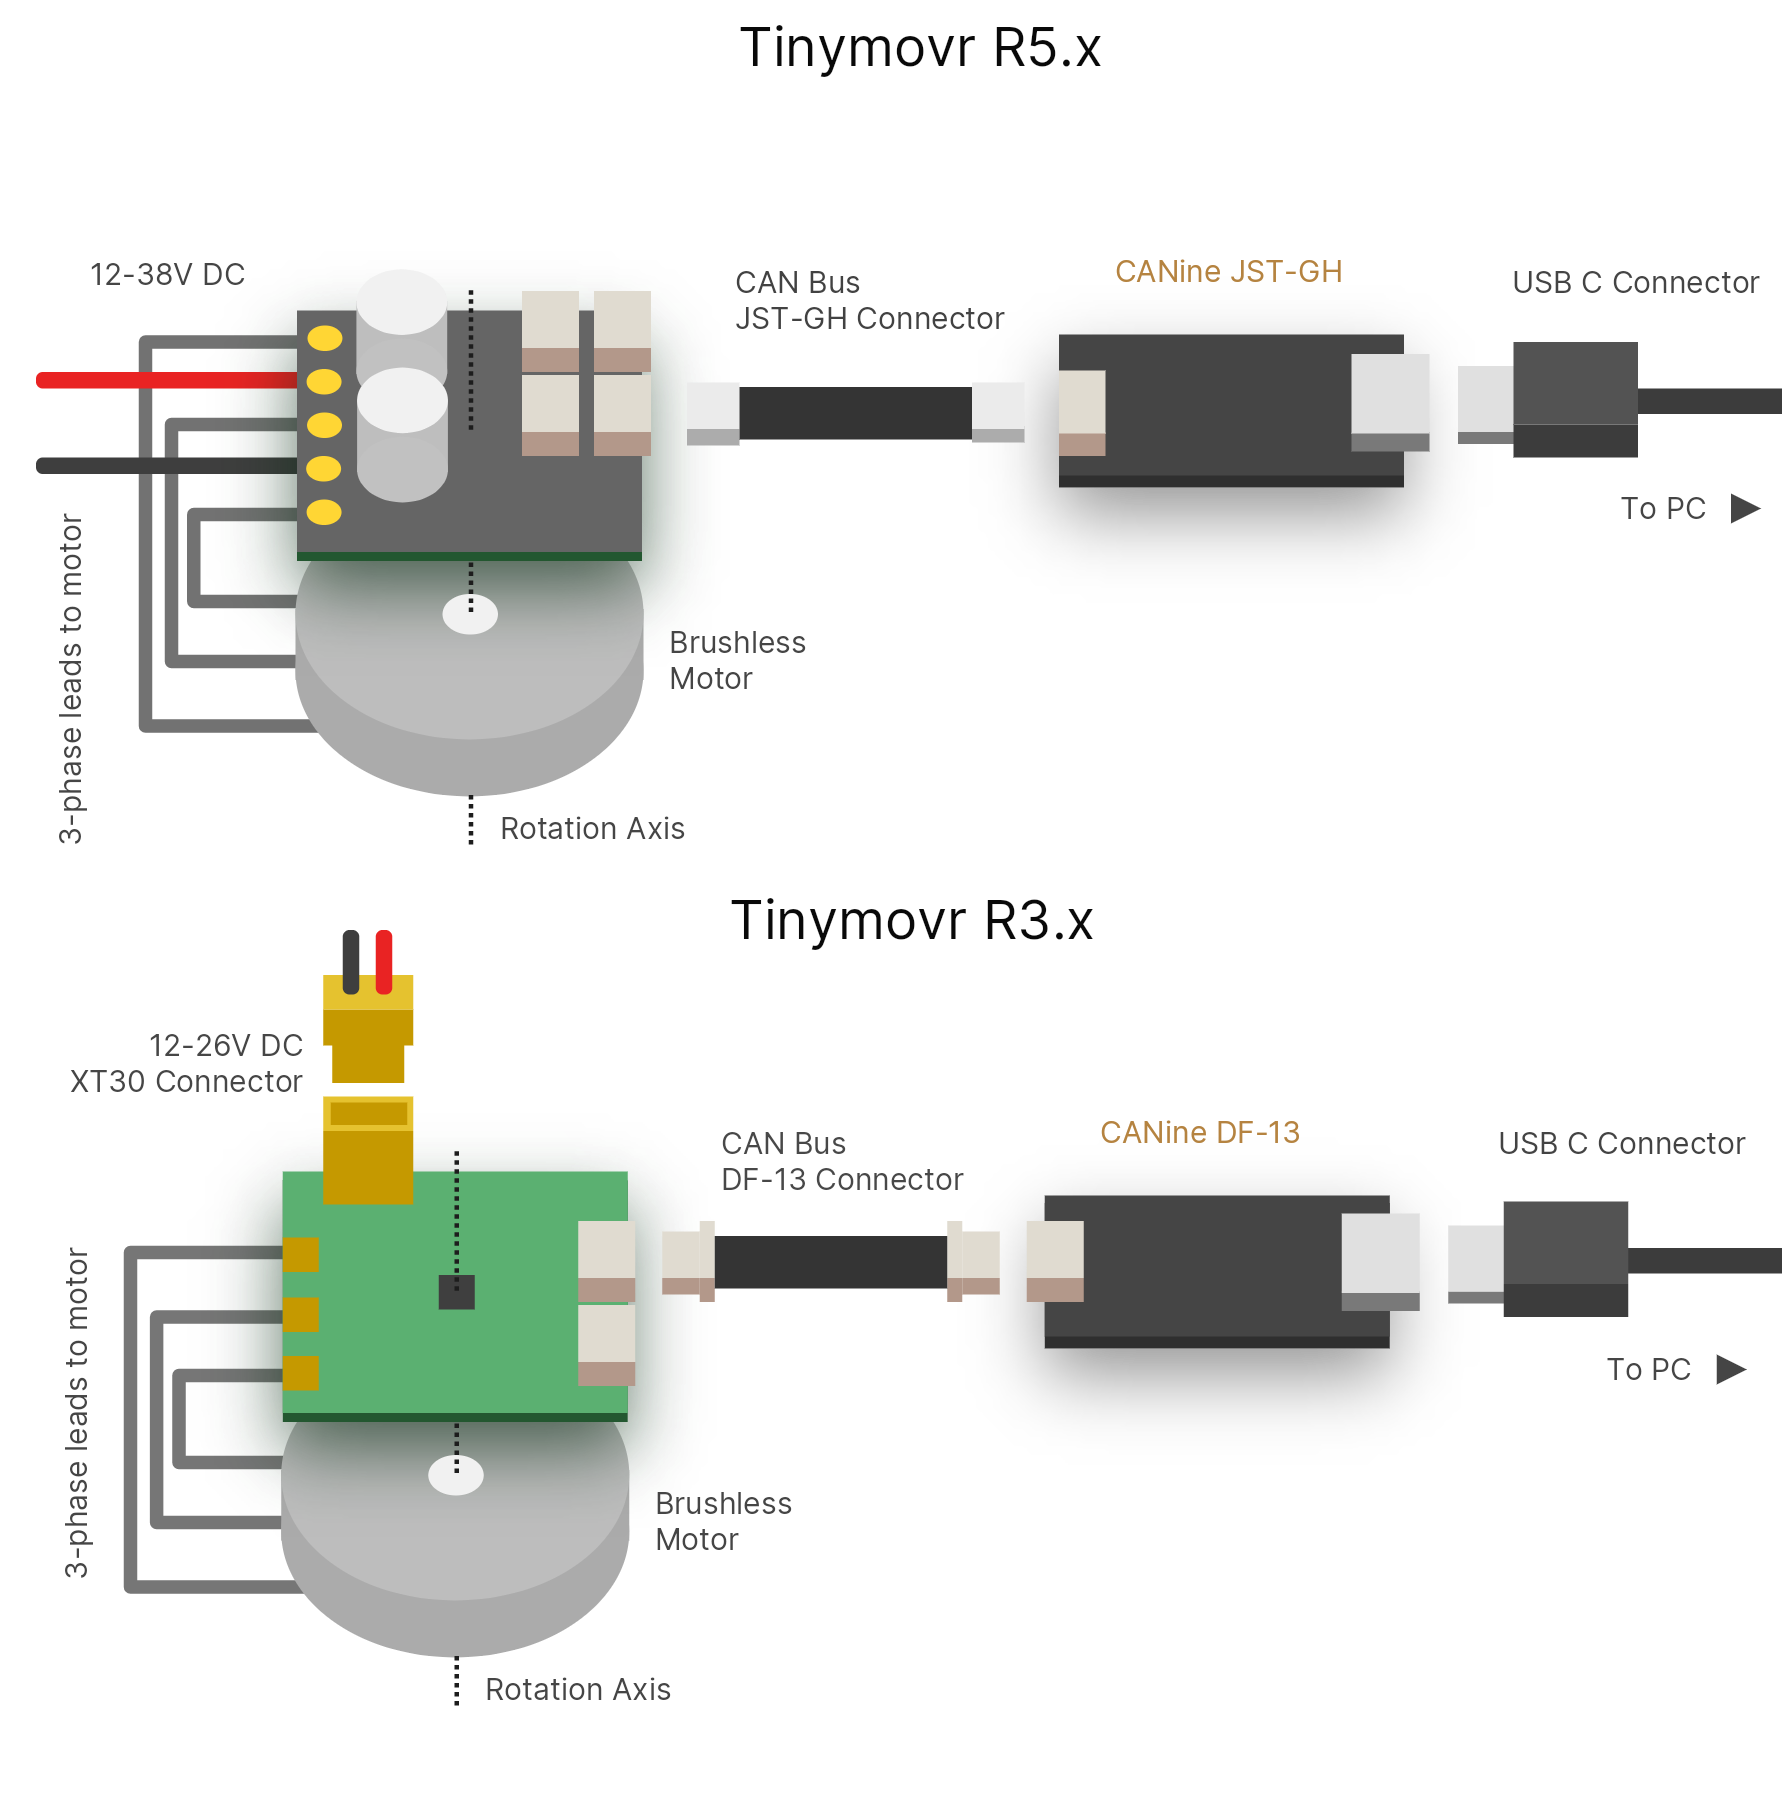 Tinymovr R5.x
12-38V DC
CAN Bus
JST-GH Connector
CANine JST-GH
USB C Connector
To PC
3-phase leads to motor
Brushless
Motor
Rotation Axis
Tinymovr R3.x
12-26V DC
XT30 Connector
CAN Bus
DF-13 Connector
CANine DF-13
USB C Connector
To PC
3-phase leads to motor
Brushless
Motor
Rotation Axis